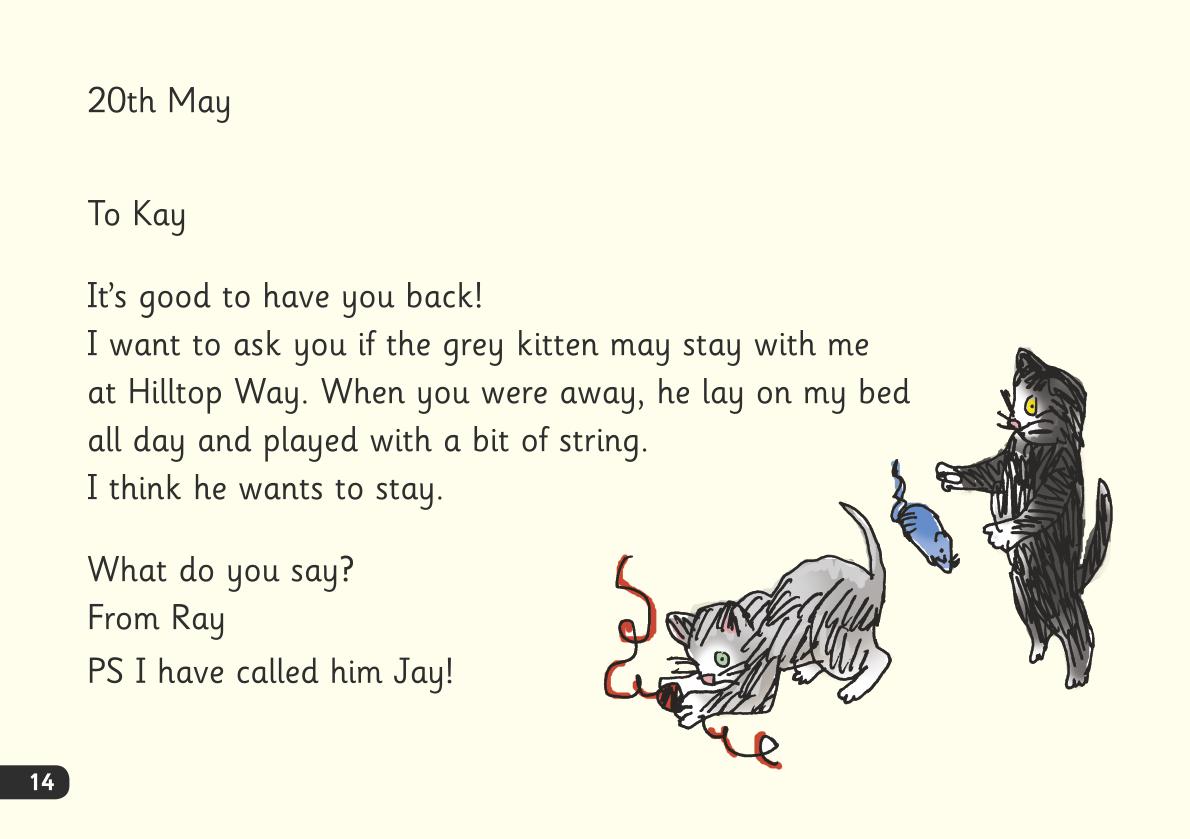 20th May
To Kay
It’s good to have you back!
I want to ask you if the grey kitten may stay with me
at Hilltop Way. When you were away, he lay on my bed
all day and played with a bit of string.
I think he wants to stay.
What do you say?
From Ray
PS I have called him Jay!
14